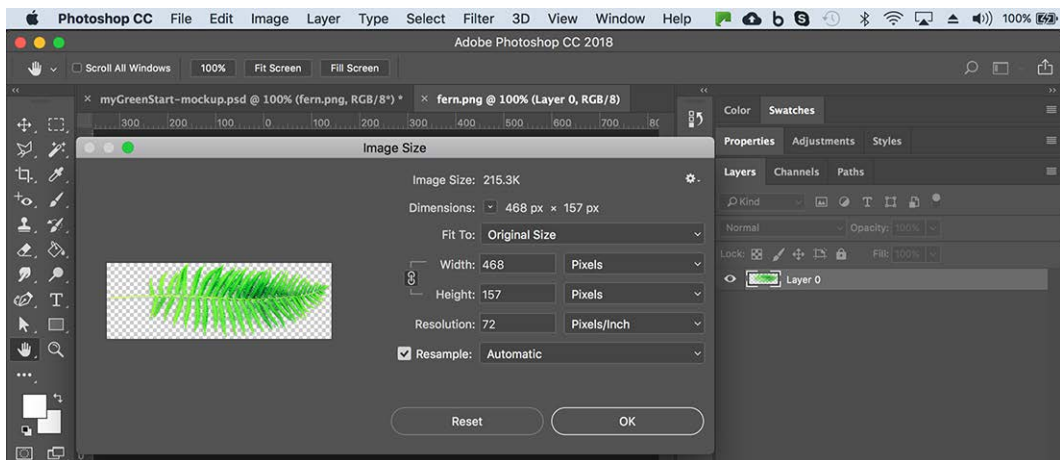 Photoshop CC File Edit Image Layer Type Select Filter 3D View Window Help 100%
Adobe Photoshop CC 2018
Scroll All Windows 100% Fit Screen Fill Screen
× myGreenStart-mockup.psd @ 100% (fern.png, RGB/8*) * × fern.png @ 100% (Layer 0, RGB/8)
300 200 100 0 100 200 300 400 500 600 700
Color Swatches
Properties Adjustments Styles
Layers Channels Paths
Kind
Normal Opacity: 100%
Lock: Fill: 100%
Layer 0
Image Size
Image Size: 215.3K
Dimensions: 468 px × 157 px
Fit To: Original Size
Width: 468 Pixels
Height: 157 Pixels
Resolution: 72 Pixels/Inch
Resample: Automatic
Reset OK